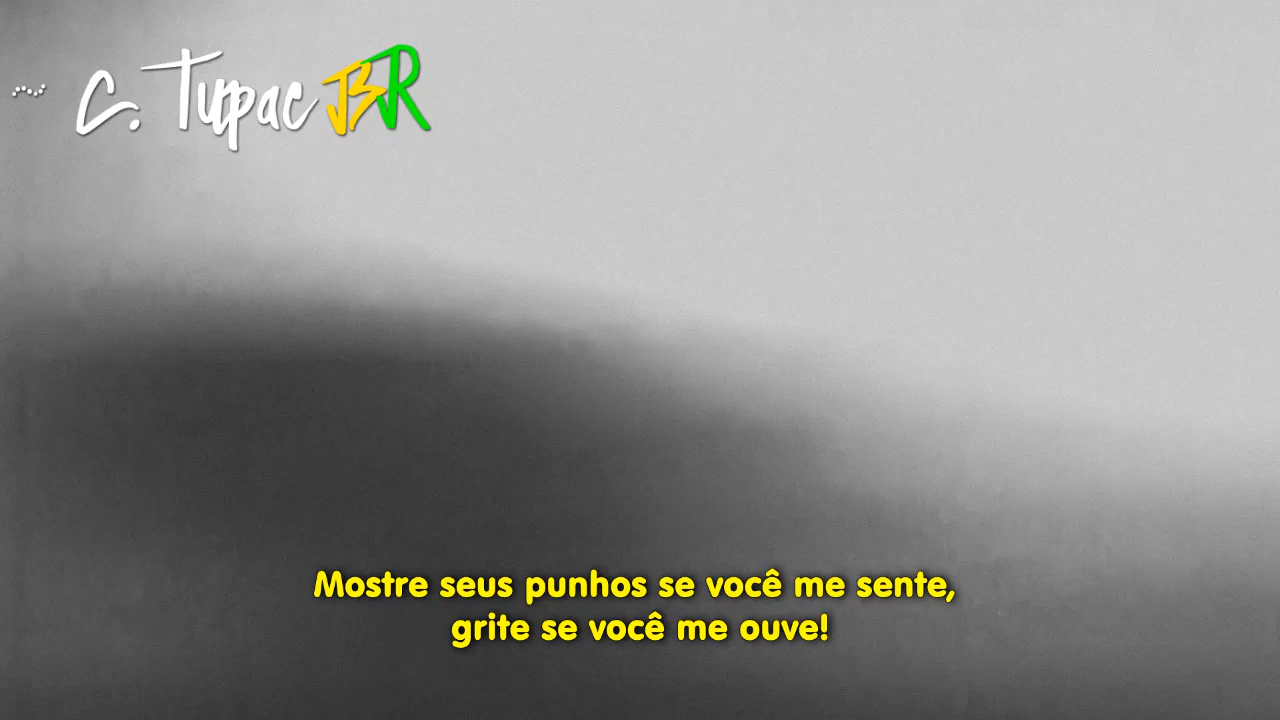 C. Tupac BR
Mostre seus punhos se você me sente,
grite se você me ouve!